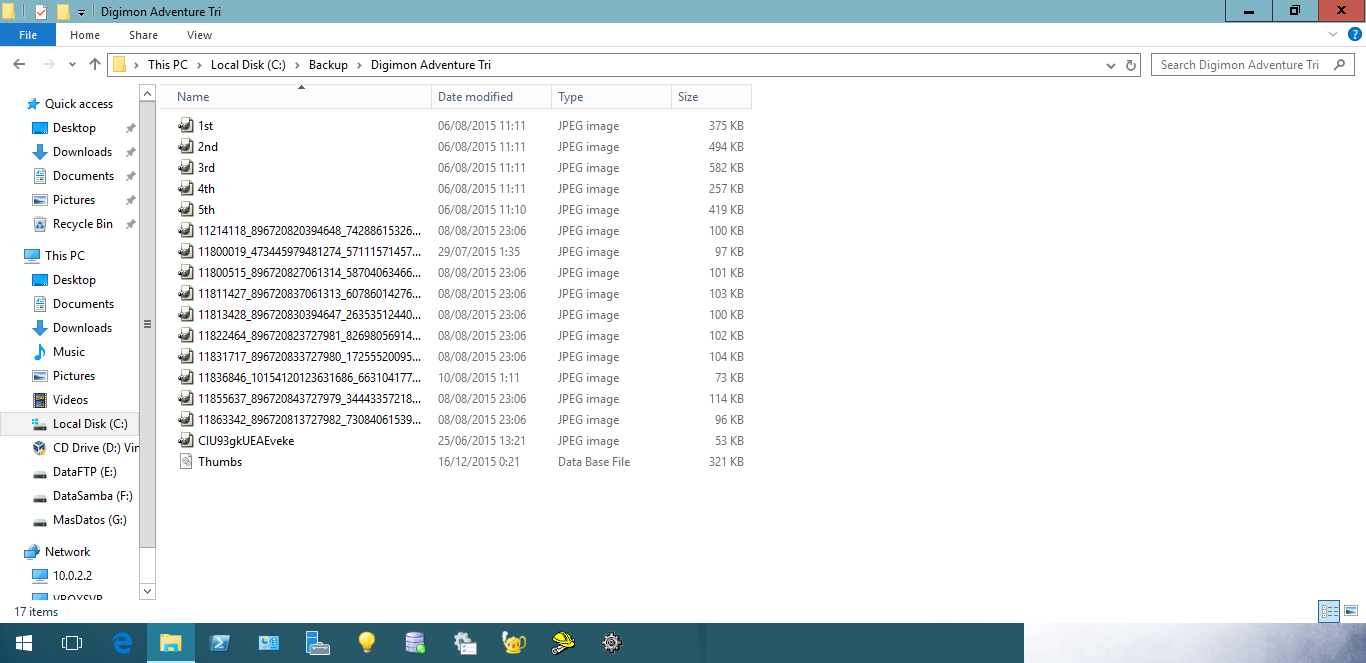 Digimon Adventure Tri
File Home Share View
This PC Local Disk (C:) Backup Digimon Adventure Tri
Search Digimon Adventure Tri
Quick access
Desktop
Downloads
Documents
Pictures
Recycle Bin
This PC
Desktop
Documents
Downloads
Music
Pictures
Videos
Local Disk (C:)
CD Drive (D:) Vir
DataFTP (E:)
DataSamba (F:)
MasDatos (G:)
Network
10.0.2.2
VBOXSVR
Name Date modified Type Size
1st 06/08/2015 11:11 JPEG image 375 KB
2nd 06/08/2015 11:11 JPEG image 494 KB
3rd 06/08/2015 11:11 JPEG image 582 KB
4th 06/08/2015 11:11 JPEG image 257 KB
5th 06/08/2015 11:10 JPEG image 419 KB
11214118_896720820394648_74288615326... 08/08/2015 23:06 JPEG image 100 KB
11800019_473445979481274_57111571457... 29/07/2015 1:35 JPEG image 97 KB
11800515_896720827061314_58704063466... 08/08/2015 23:06 JPEG image 101 KB
11811427_896720837061313_60786014276... 08/08/2015 23:06 JPEG image 103 KB
11813428_896720830394647_26353512440... 08/08/2015 23:06 JPEG image 100 KB
11822464_896720823727981_82698056914... 08/08/2015 23:06 JPEG image 102 KB
11831717_896720833727980_17255520095... 08/08/2015 23:06 JPEG image 104 KB
11836846_10154120123631686_663104177... 10/08/2015 1:11 JPEG image 73 KB
11855637_896720843727979_34443357218... 08/08/2015 23:06 JPEG image 114 KB
11863342_896720813727982_73084061539... 08/08/2015 23:06 JPEG image 96 KB
CIU93gkUEAEveke 25/06/2015 13:21 JPEG image 53 KB
Thumbs 16/12/2015 0:21 Data Base File 321 KB
17 items